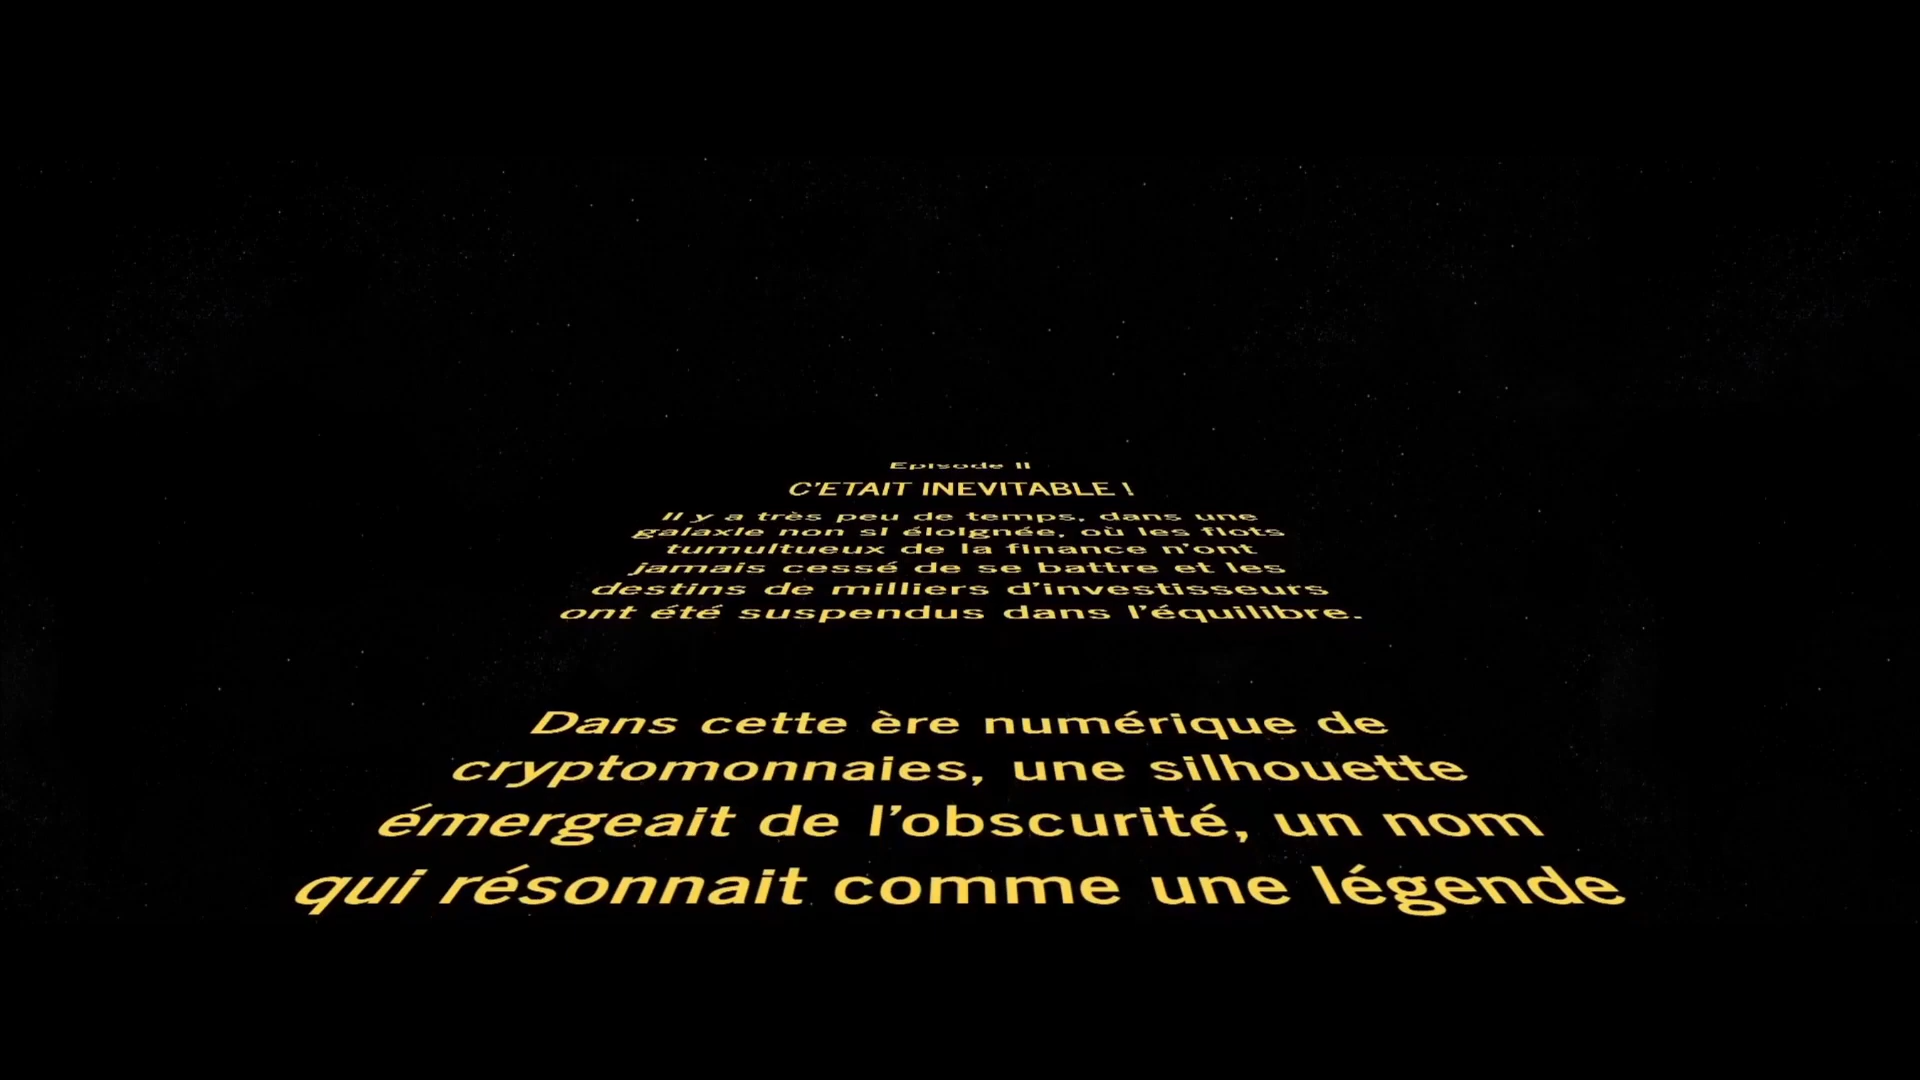 Episode II
C'ETAIT INEVITABLE !
Il y a très peu de temps, dans une
galaxie non si éloignée, où les flots
tumultueux de la finance n'ont
jamais cessé de se battre et les
destins de milliers d'investisseurs
ont été suspendus dans l'équilibre.
Dans cette ère numérique de
cryptomonnaies, une silhouette
émergeait de l'obscurité, un nom
qui résonnait comme une légende